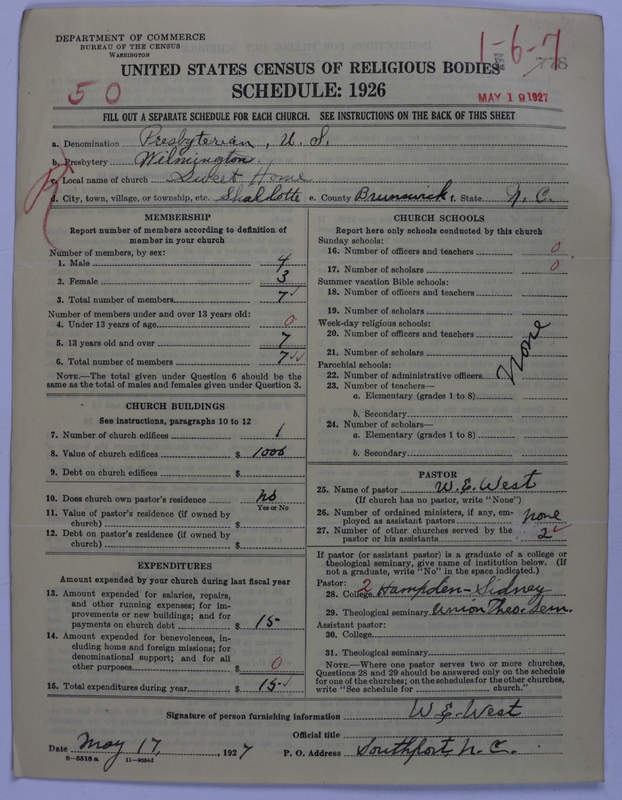 DEPARTMENT OF COMMERCE
BUREAU OF THE CENSUS
WASHINGTON
1-6-7
778
UNITED STATES CENSUS OF RELIGIOUS BODIES
50
SCHEDULE: 1926
MAY 19 1927
FILL OUT A SEPARATE SCHEDULE FOR EACH CHURCH. SEE INSTRUCTIONS ON THE BACK OF THIS SHEET
a. Denomination Presbyterian, U. S.
b. Presbytery Wilmington.
c. Local name of church Sweet Home
d. City, town, village, or township, etc. Shallotte e. County Brunswick f. State N. C.
MEMBERSHIP
Report number of members according to definition of
member in your church
Number of members, by sex:
1. Male 4
2. Female 3
3. Total number of members 7
Number of members under and over 13 years old:
4. Under 13 years of age 0
5. 13 years old and over 7
6. Total number of members 7
NOTE.—The total given under Question 6 should be the
same as the total of males and females given under Question 3.
CHURCH BUILDINGS
See instructions, paragraphs 10 to 12
7. Number of church edifices 1
8. Value of church edifices $ 1000
9. Debt on church edifices $
10. Does church own pastor's residence No
Yes or No
11. Value of pastor's residence (if owned by
church) $
12. Debt on pastor's residence (if owned by
church) $
EXPENDITURES
Amount expended by your church during last fiscal year
13. Amount expended for salaries, repairs,
and other running expenses; for im-
provements or new buildings; and for
payments on church debt $ 15-
14. Amount expended for benevolences, in-
cluding home and foreign missions; for
denominational support; and for all
other purposes $ 0
15. Total expenditures during year $ 15-
CHURCH SCHOOLS
Report here only schools conducted by this church
Sunday schools:
16. Number of officers and teachers 0
17. Number of scholars 0
Summer vacation Bible schools:
18. Number of officers and teachers
19. Number of scholars
Week-day religious schools:
20. Number of officers and teachers
21. Number of scholars
None
Parochial schools:
22. Number of administrative officers
23. Number of teachers—
a. Elementary (grades 1 to 8)
b. Secondary
24. Number of scholars—
a. Elementary (grades 1 to 8)
b. Secondary
PASTOR
25. Name of pastor W. E. West
(If church has no pastor, write "None")
26. Number of ordained ministers, if any, em-
ployed as assistant pastors none
27. Number of other churches served by the
pastor or his assistants 2
If pastor (or assistant pastor) is a graduate of a college or
theological seminary, give name of institution below. (If
not a graduate, write "No" in the space indicated.)
Pastor: 2
28. College Hampden-Sidney
29. Theological seminary Union Theo. Sem.
Assistant pastor:
30. College
31. Theological seminary
NOTE.—Where one pastor serves two or more churches,
Questions 28 and 29 should be answered only on the schedule
for one of the churches; on the schedules for the other churches,
write "See schedule for church."
Signature of person furnishing information W. E. West
Official title
Date May 17, 1927 P. O. Address Southport, N. C.
8—5518a 11—9554d